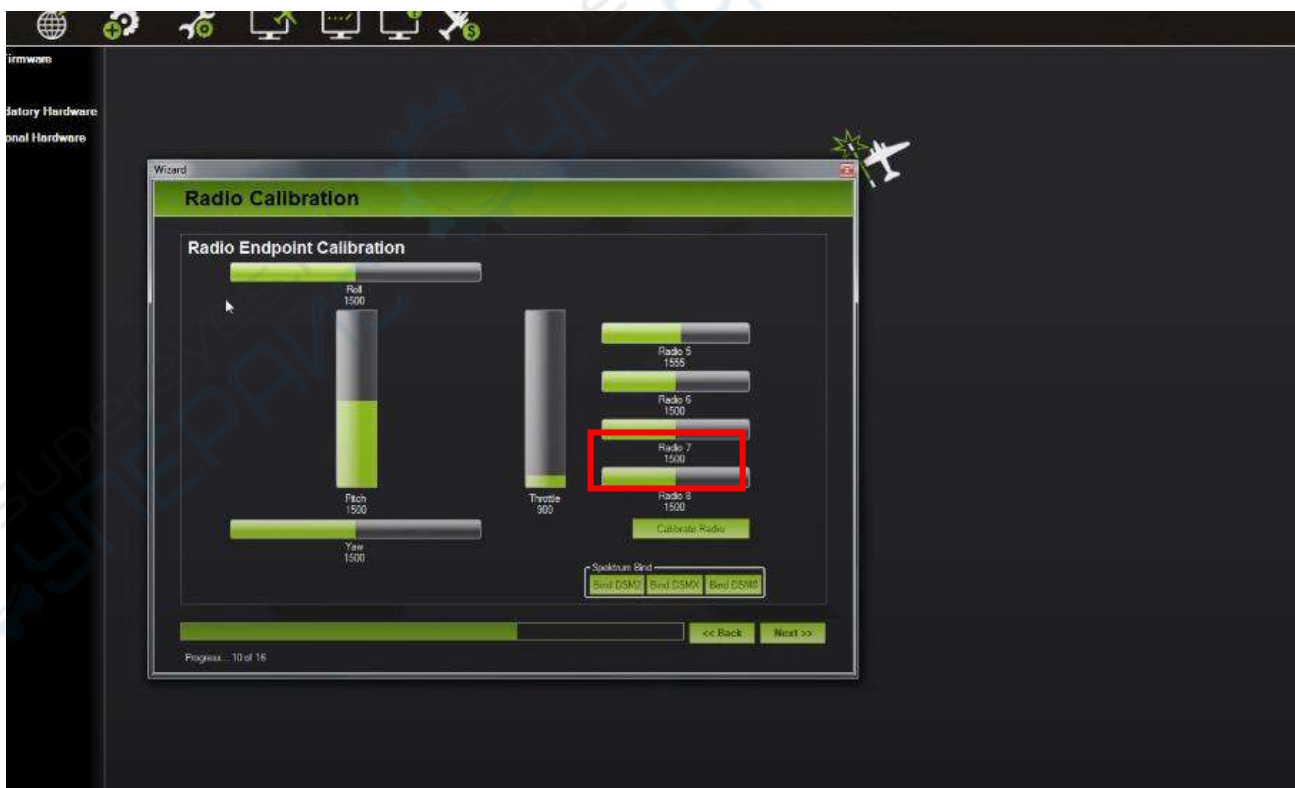 irmware
datory Hardware
onal Hardware
Wizard
Radio Calibration
Radio Endpoint Calibration
Roll
1500
Radio 5
1555
Radio 6
1500
Radio 7
1500
Pitch
1500
Throttle
900
Radio 8
1500
Calibrate Radio
Yaw
1500
Spektrum Bind
Bind DSM2 Bind DSMX Bind DSM8
<< Back Next >>
Progress... 10 of 16